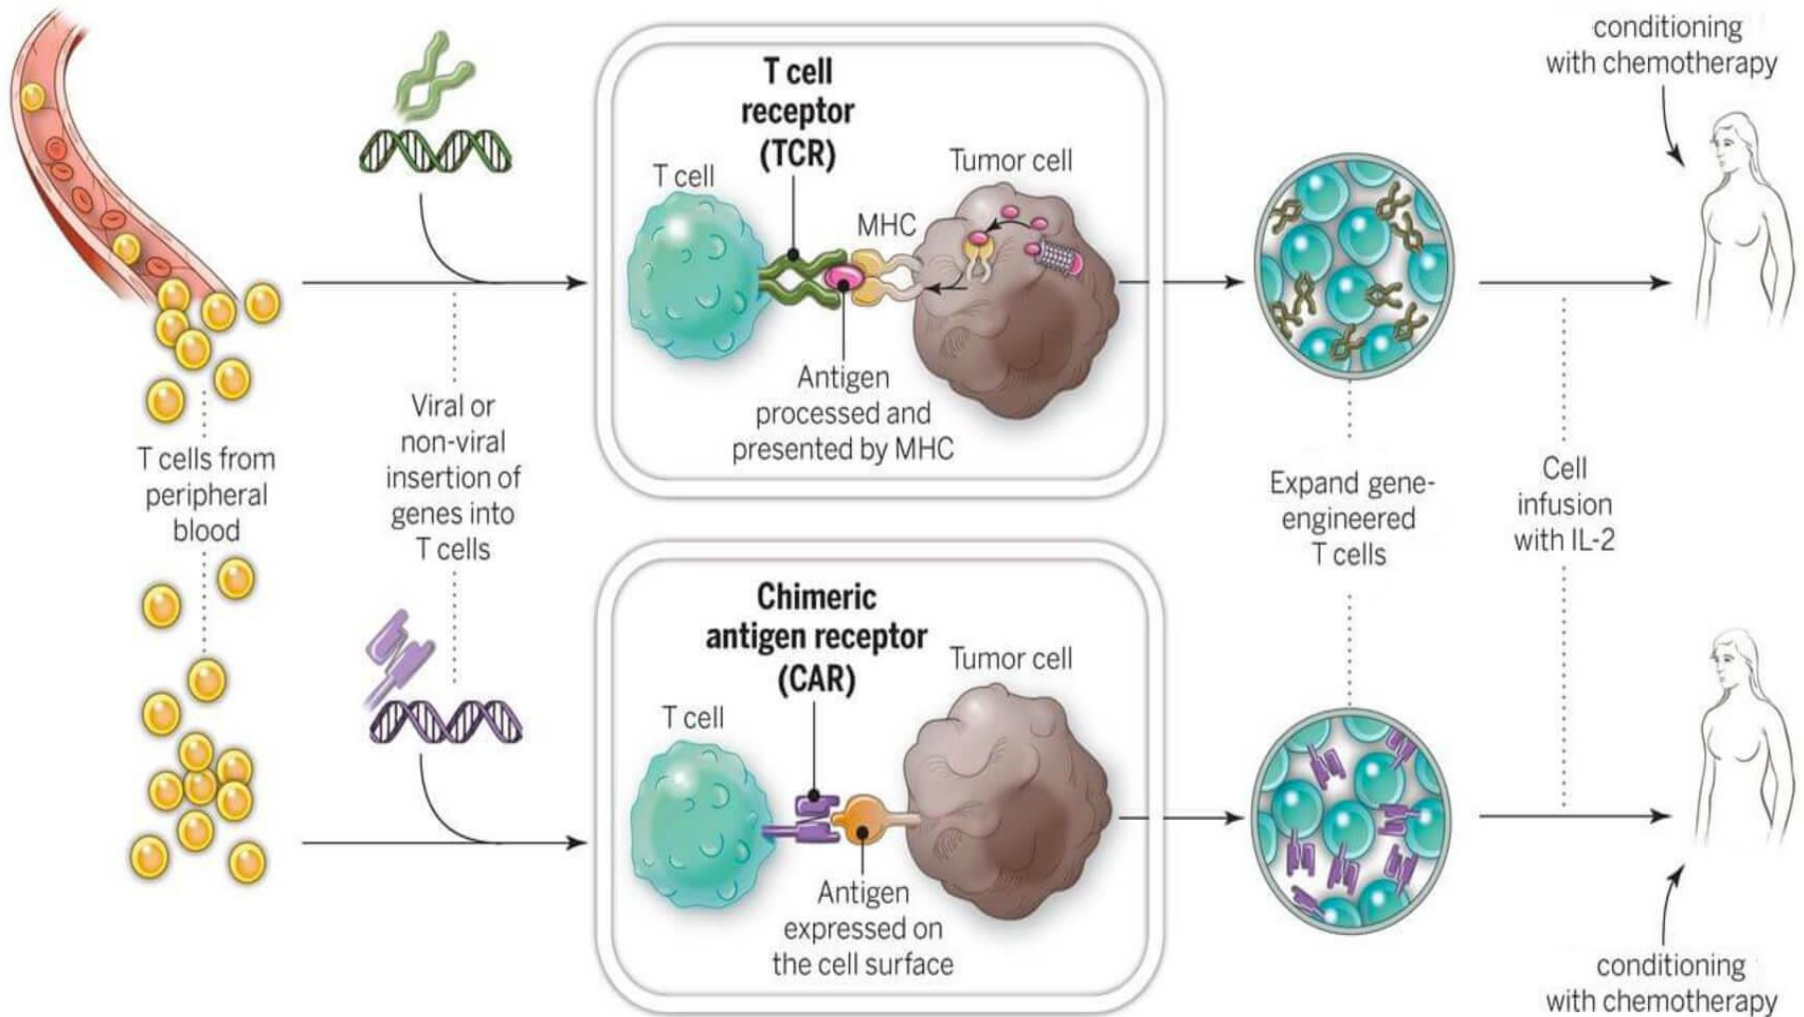 conditioning
with chemotherapy
T cell
receptor
(TCR)
T cell
Tumor cell
MHC
Antigen
processed and
presented by MHC
T cells from
peripheral
blood
Viral or
non-viral
insertion of
genes into
T cells
Expand gene-
engineered
T cells
Cell
infusion
with IL-2
Chimeric
antigen receptor
(CAR)
T cell
Tumor cell
Antigen
expressed on
the cell surface
conditioning
with chemotherapy